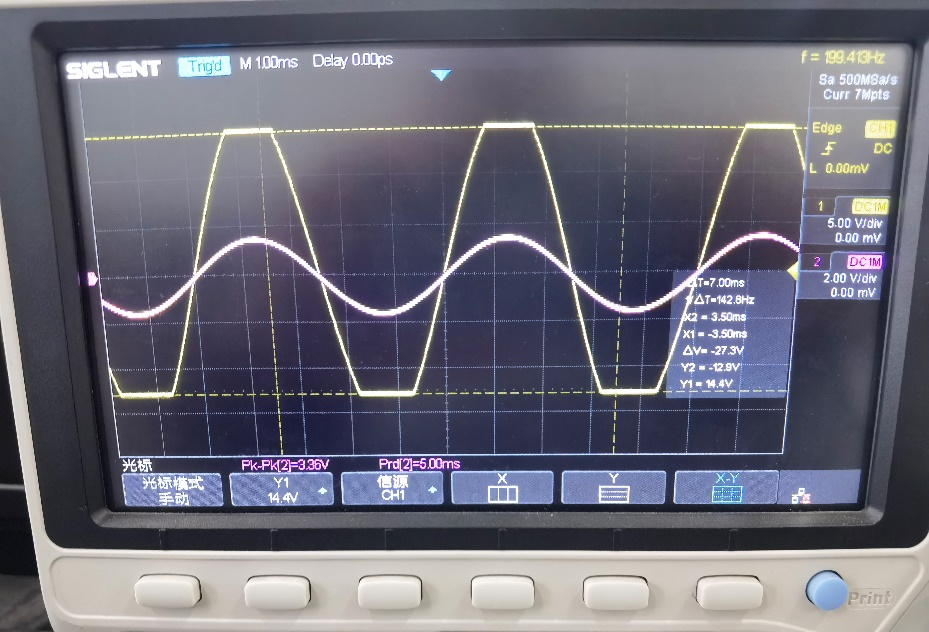 SIGLENT Trig'd M 1.00ms Delay 0.00ps f = 199.413Hz
Sa 500MSa/s
Curr 7Mpts
Edge CH1
DC
L 0.00mV
1 DC1M
5.00 V/div
0.00 mV
2 DC1M
2.00 V/div
0.00 mV
ΔT=7.00ms
1/ΔT=142.8Hz
X2 = 3.50ms
X1 = -3.50ms
ΔV= -27.3V
Y2 = -12.9V
Y1 = 14.4V
光标 Pk-Pk[2]=3.36V Prd[2]=5.00ms
光标模式 Y1 信源 X Y X-Y
手动 14.4V CH1
Print